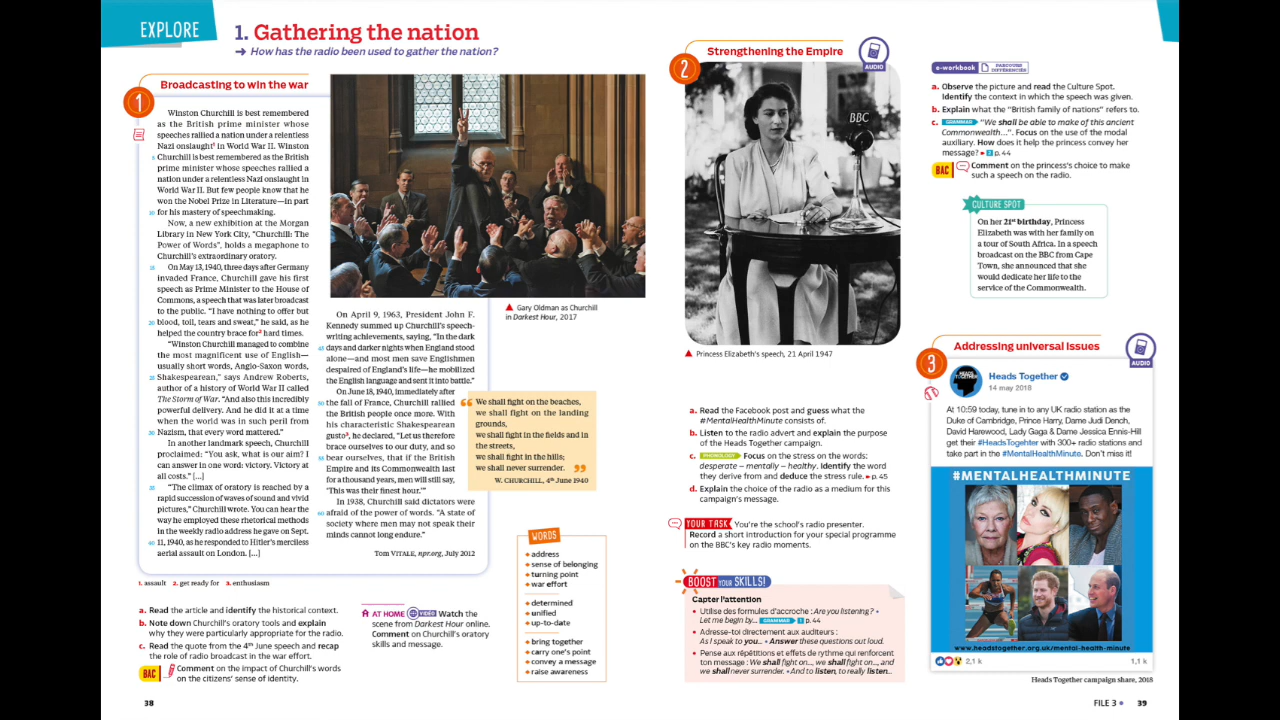 EXPLORE
1. Gathering the nation
➔ How has the radio been used to gather the nation?
1
Broadcasting to win the war
Winston Churchill is best remembered
as the British prime minister whose
speeches rallied a nation under a relentless
Nazi onslaught1 in World War II. Winston
5 Churchill is best remembered as the British
prime minister whose speeches rallied a
nation under a relentless Nazi onslaught in
World War II. But few people know that he
won the Nobel Prize in Literature—in part
10 for his mastery of speechmaking.
Now, a new exhibition at the Morgan
Library in New York City, "Churchill: The
Power of Words", holds a megaphone to
Churchill's extraordinary oratory.
15 On May 13, 1940, three days after Germany
invaded France, Churchill gave his first
speech as Prime Minister to the House of
Commons, a speech that was later broadcast
to the public. "I have nothing to offer but
20 blood, toll, tears and sweat," he said, as he
helped the country brace for2 hard times.
"Winston Churchill managed to combine
the most magnificent use of English—
usually short words, Anglo-Saxon words,
25 Shakespearean," says Andrew Roberts,
author of a history of World War II called
The Storm of War. "And also this incredibly
powerful delivery. And he did it at a time
when the world was in such peril from
30 Nazism, that every word mattered."
In another landmark speech, Churchill
proclaimed: "You ask, what is our aim? I
can answer in one word: victory. Victory at
all costs." [...]
35 "The climax of oratory is reached by a
rapid succession of waves of sound and vivid
pictures," Churchill wrote. You can hear the
way he employed these rhetorical methods
in the weekly radio address he gave on Sept.
40 11, 1940, as he responded to Hitler's merciless
aerial assault on London. [...]
On April 9, 1963, President John F.
Kennedy summed up Churchill's speech-
writing achievements, saying, "In the dark
45 days and darker nights when England stood
alone—and most men save Englishmen
despaired of England's life—he mobilized
the English language and sent it into battle."
On June 18, 1940, immediately after
50 the fall of France, Churchill rallied
the British people once more. With
his characteristic Shakespearean
gusto3, he declared, "Let us therefore
brace ourselves to our duty, and so
55 bear ourselves, that if the British
Empire and its Commonwealth last
for a thousand years, men will still say,
'This was their finest hour.'"
In 1938, Churchill said dictators were
60 afraid of the power of words. "A state of
society where men may not speak their
minds cannot long endure."
Tom VITALE, npr.org, July 2012
1. assault 2. get ready for 3. enthusiasm
▲ Gary Oldman as Churchill
in Darkest Hour, 2017
"We shall fight on the beaches,
we shall fight on the landing
grounds,
we shall fight in the fields and in
the streets,
we shall fight in the hills;
we shall never surrender."
W. CHURCHILL, 4th June 1940
a. Read the article and identify the historical context.
b. Note down Churchill's oratory tools and explain
why they were particularly appropriate for the radio.
c. Read the quote from the 4th June speech and recap
the role of radio broadcast in the war effort.
BAC Comment on the impact of Churchill's words
on the citizens' sense of identity.
AT HOME VIDEO Watch the
scene from Darkest Hour online.
Comment on Churchill's oratory
skills and message.
WORDS
address
sense of belonging
turning point
war effort
determined
unified
up-to-date
bring together
carry one's point
convey a message
raise awareness
38
2
Strengthening the Empire
AUDIO
BBC
▲ Princess Elizabeth's speech, 21 April 1947
e-workbook PARCOURS DIFFÉRENCIÉS
a. Observe the picture and read the Culture Spot.
Identify the context in which the speech was given.
b. Explain what the "British family of nations" refers to.
c. GRAMMAR "We shall be able to make of this ancient
Commonwealth...". Focus on the use of the modal
auxiliary. How does it help the princess convey her
message? 2 p. 44
BAC Comment on the princess's choice to make
such a speech on the radio.
CULTURE SPOT
On her 21st birthday, Princess
Elizabeth was with her family on
a tour of South Africa. In a speech
broadcast on the BBC from Cape
Town, she announced that she
would dedicate her life to the
service of the Commonwealth.
3
Addressing universal issues
AUDIO
HEADS TOGETHER
Heads Together
14 may 2018
At 10:59 today, tune in to any UK radio station as the
Duke of Cambridge, Prince Harry, Dame Judi Dench,
David Harewood, Lady Gaga & Dame Jessica Ennis-Hill
get their #HeadsTogehter with 300+ radio stations and
take part in the #MentalHealthMinute. Don't miss it!
#MENTALHEALTHMINUTE
www.headstogether.org.uk/mental-health-minute
2,1 k 1,1 k
Heads Together campaign share, 2018
a. Read the Facebook post and guess what the
#MentalHealthMinute consists of.
b. Listen to the radio advert and explain the purpose
of the Heads Together campaign.
c. PHONOLOGY Focus on the stress on the words:
desperate – mentally – healthy. Identify the word
they derive from and deduce the stress rule. p. 45
d. Explain the choice of the radio as a medium for this
campaign's message.
YOUR TASK You're the school's radio presenter.
Record a short introduction for your special programme
on the BBC's key radio moments.
BOOST YOUR SKILLS!
Capter l'attention
• Utilise des formules d'accroche : Are you listening? •
Let me begin by... GRAMMAR 1 p. 44
• Adresse-toi directement aux auditeurs :
As I speak to you... • Answer these questions out loud.
• Pense aux répétitions et effets de rythme qui renforcent
ton message : We shall fight on..., we shall fight on..., and
we shall never surrender. • And to listen, to really listen...
FILE 3 • 39